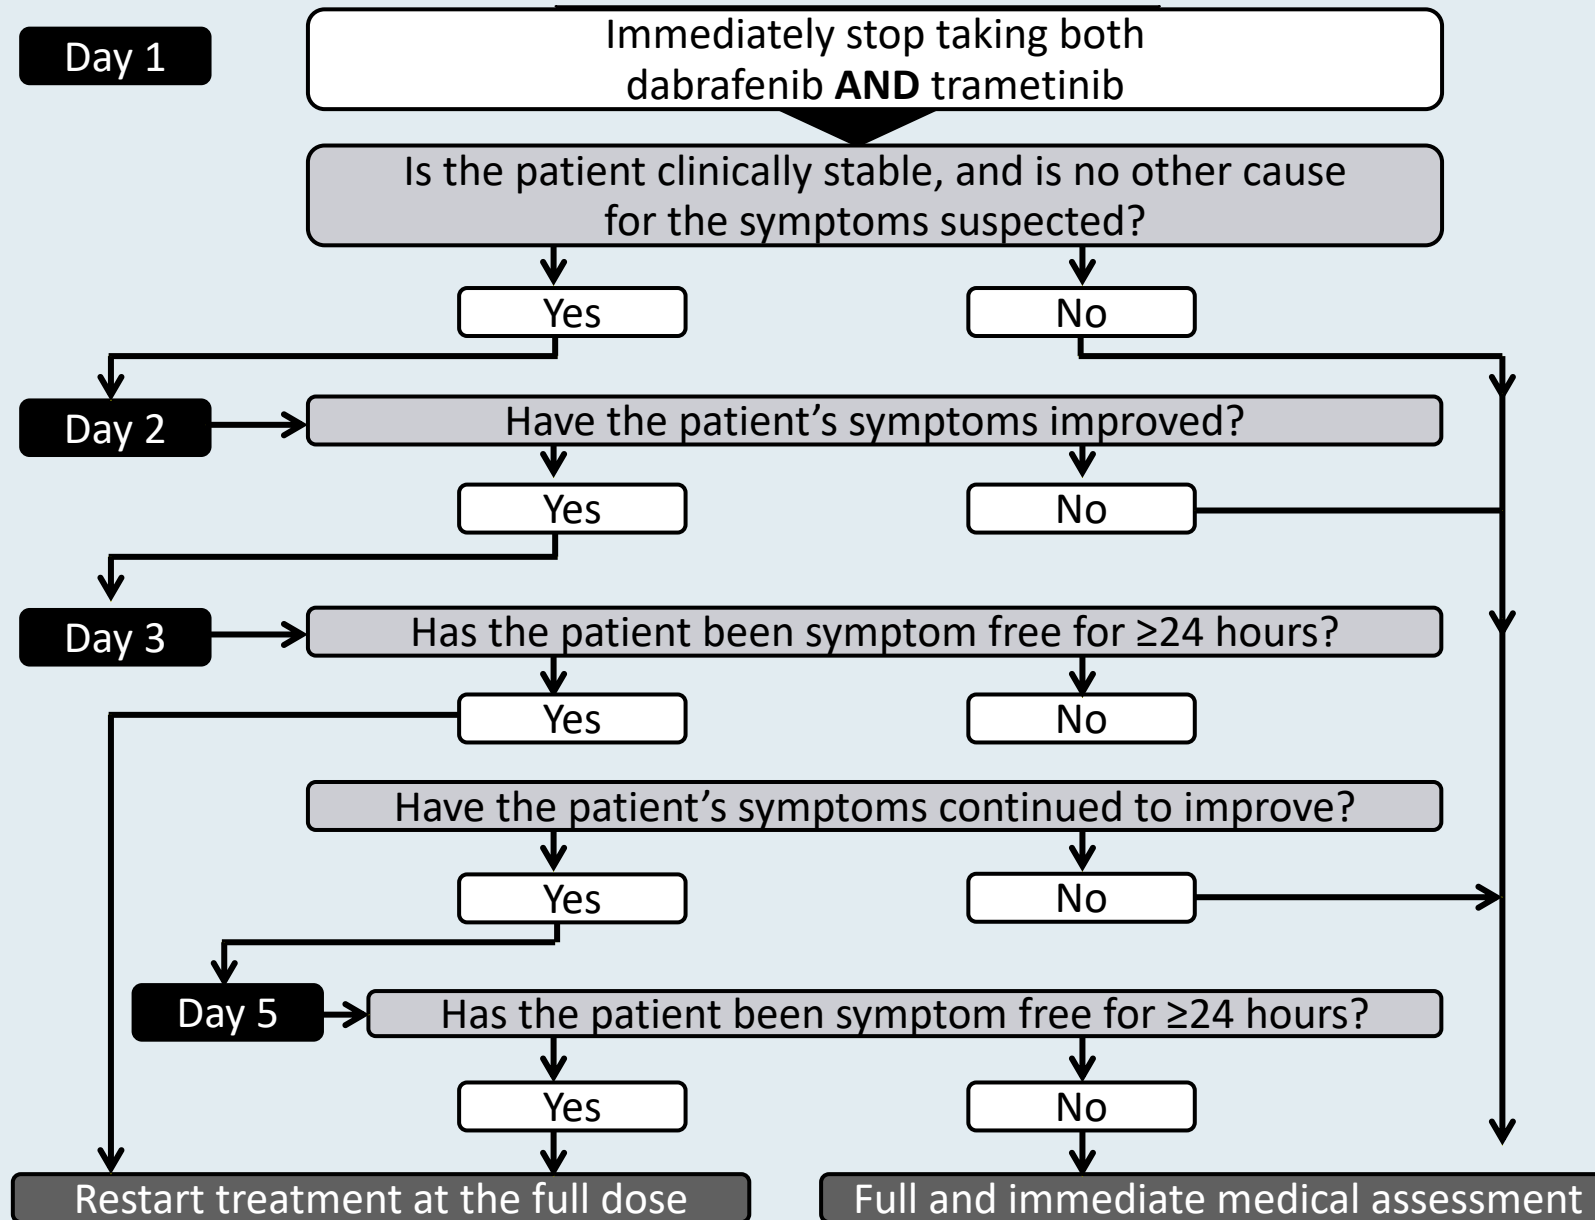 Day 1
Immediately stop taking both
dabrafenib AND trametinib
Is the patient clinically stable, and is no other cause
for the symptoms suspected?
Yes
No
Day 2
Have the patient’s symptoms improved?
Yes
No
Day 3
Has the patient been symptom free for ≥24 hours?
Yes
No
Have the patient’s symptoms continued to improve?
Yes
No
Day 5
Has the patient been symptom free for ≥24 hours?
Yes
No
Restart treatment at the full dose
Full and immediate medical assessment